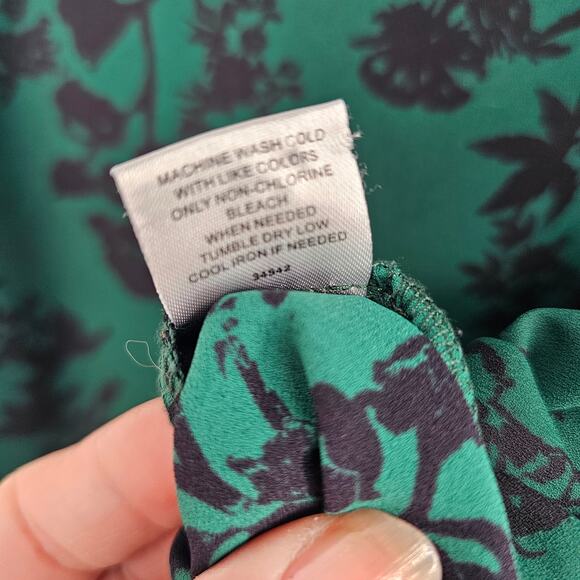 MACHINE WASH COLD
WITH LIKE COLORS
ONLY NON-CHLORINE
BLEACH
WHEN NEEDED
TUMBLE DRY LOW
COOL IRON IF NEEDED
34542